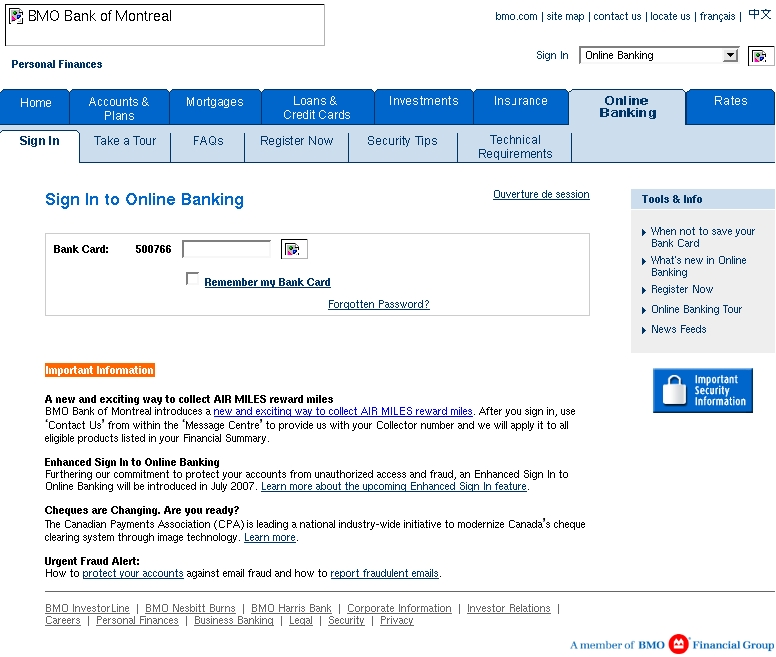 BMO Bank of Montreal
bmo.com | site map | contact us | locate us | français | 中文
Sign In Online Banking
Personal Finances
Home Accounts & Plans Mortgages Loans & Credit Cards Investments Insurance Online Banking Rates
Sign In Take a Tour FAQs Register Now Security Tips Technical Requirements
Sign In to Online Banking
Ouverture de session
Bank Card: 500766
Remember my Bank Card
Forgotten Password?
Tools & Info
When not to save your
Bank Card
What's new in Online
Banking
Register Now
Online Banking Tour
News Feeds
Important
Security
Information
Important Information
A new and exciting way to collect AIR MILES reward miles
BMO Bank of Montreal introduces a new and exciting way to collect AIR MILES reward miles. After you sign in, use
'Contact Us' from within the 'Message Centre' to provide us with your Collector number and we will apply it to all
eligible products listed in your Financial Summary.
Enhanced Sign In to Online Banking
Furthering our commitment to protect your accounts from unauthorized access and fraud, an Enhanced Sign In to
Online Banking will be introduced in July 2007. Learn more about the upcoming Enhanced Sign In feature.
Cheques are Changing. Are you ready?
The Canadian Payments Association (CPA) is leading a national industry-wide initiative to modernize Canada's cheque
clearing system through image technology. Learn more.
Urgent Fraud Alert:
How to protect your accounts against email fraud and how to report fraudulent emails.
BMO InvestorLine | BMO Nesbitt Burns | BMO Harris Bank | Corporate Information | Investor Relations |
Careers | Personal Finances | Business Banking | Legal | Security | Privacy
A member of BMO Financial Group